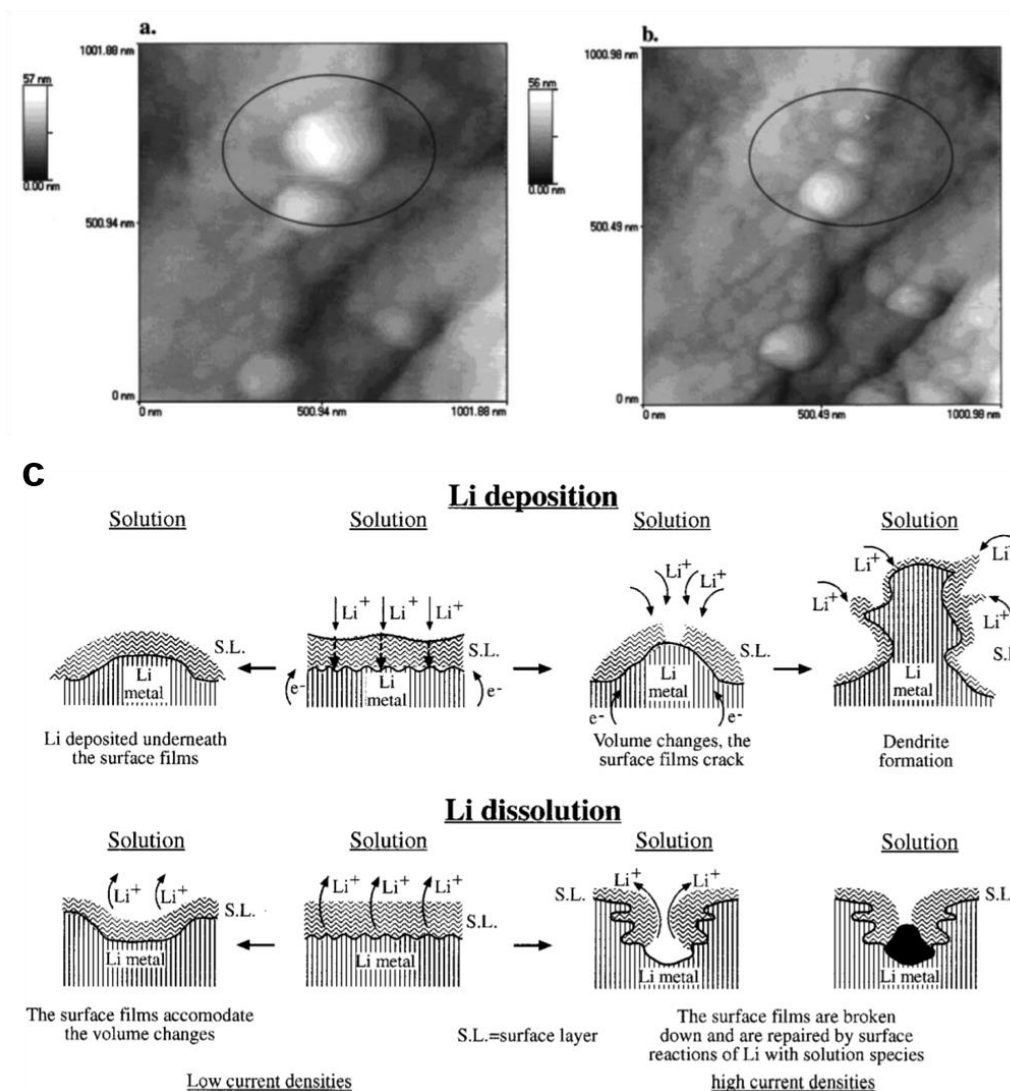 a.
1001.88 nm
57 nm
0.00 nm
500.94 nm
0 nm
0 nm
500.94 nm
1001.88 nm
b.
1000.98 nm
56 nm
0.00 nm
500.49 nm
0 nm
0 nm
500.49 nm
1000.98 nm
C
Li deposition
Solution
Solution
Solution
Solution
S.L.
Li
metal
Li deposited underneath
the surface films
Li+
Li+
Li+
S.L.
e-
Li
metal
e-
Li+
Li+
S.L.
Li
metal
e-
e-
Volume changes, the
surface films crack
Li+
Li+
Li+
Li+
S.L
Li
metal
Dendrite
formation
Li dissolution
Solution
Solution
Solution
Solution
Li+
Li+
S.L.
Li metal
The surface films accomodate
the volume changes
Li+
Li+
Li+
S.L.
Li metal
S.L.=surface layer
S.L.
Li+
Li+
Li metal
S.L.
Li metal
The surface films are broken
down and are repaired by surface
reactions of Li with solution species
Low current densities
high current densities